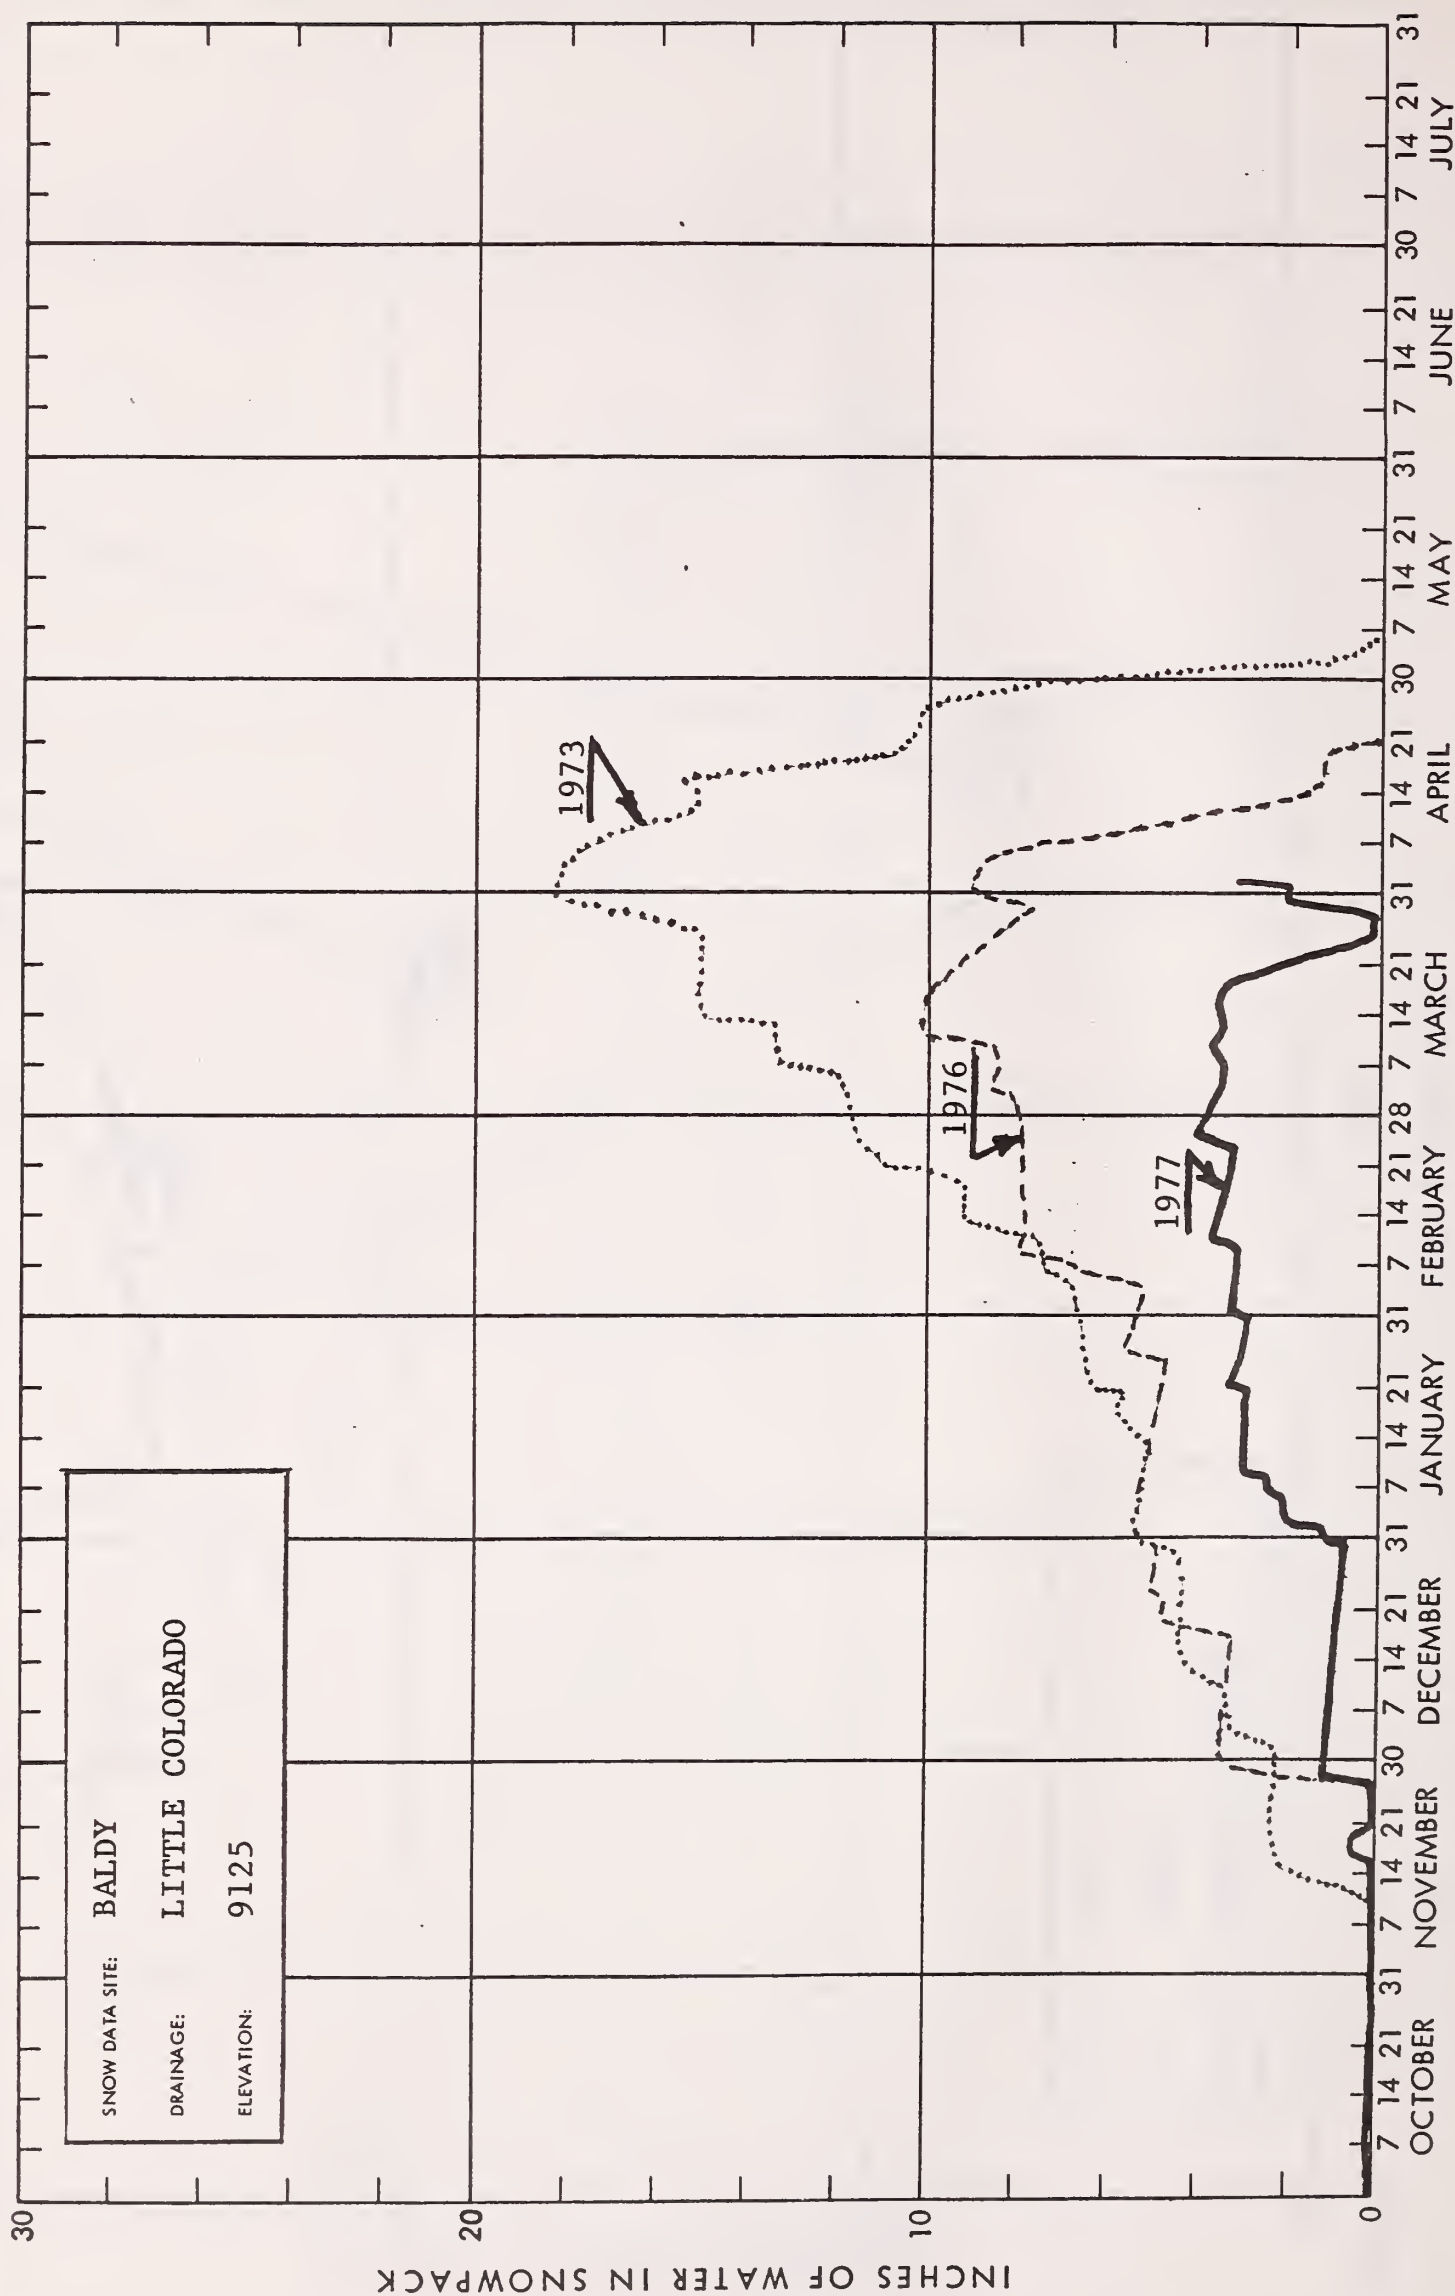 SNOW DATA SITE: BALDY
DRAINAGE: LITTLE COLORADO
ELEVATION: 9125
INCHES OF WATER IN SNOWPACK
30
20
10
0
1973
1976
1977
7 14 21 31 7 14 21 30 7 14 21 31 7 14 21 31 7 14 21 28 7 14 21 31 7 14 21 30 7 14 21 31 7 14 21 30 7 14 21 31
OCTOBER NOVEMBER DECEMBER JANUARY FEBRUARY MARCH APRIL MAY JUNE JULY